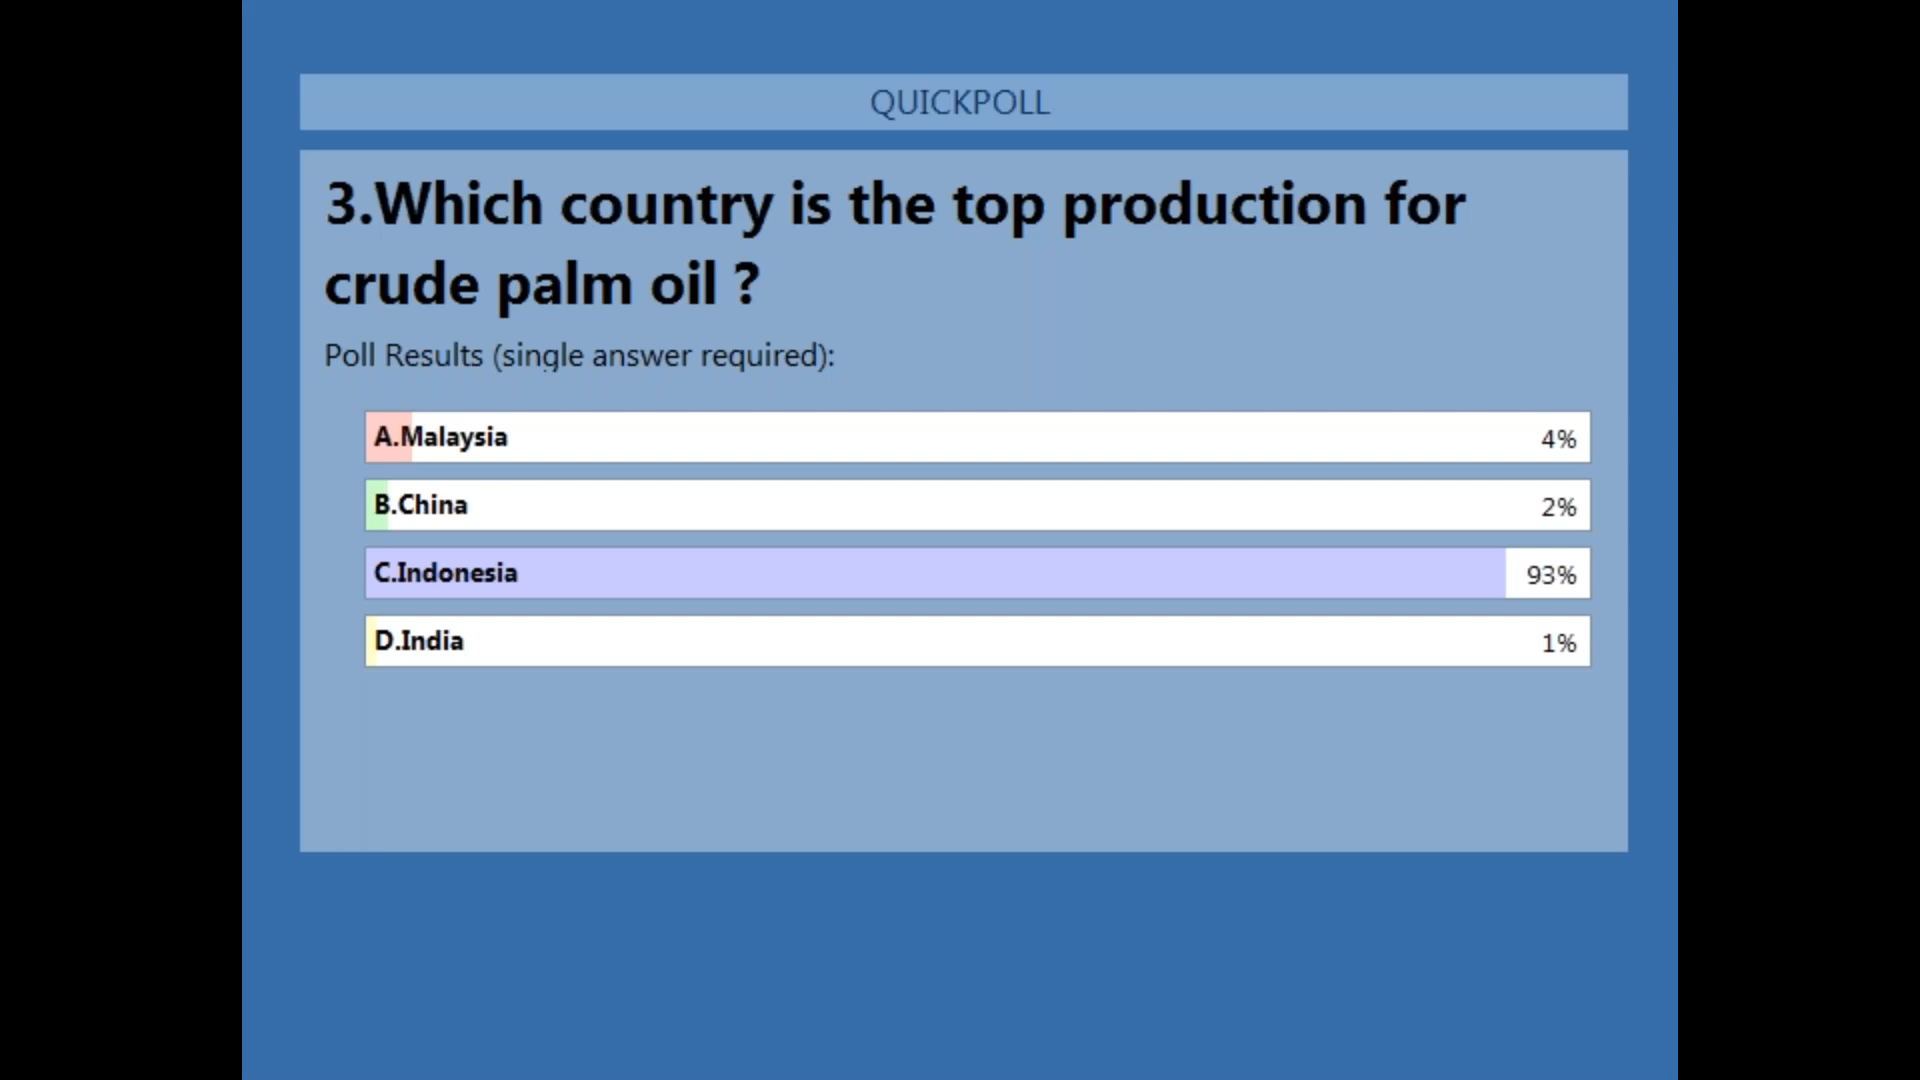 QUICKPOLL
3.Which country is the top production for
crude palm oil ?
Poll Results (single answer required):
A.Malaysia 4%
B.China 2%
C.Indonesia 93%
D.India 1%